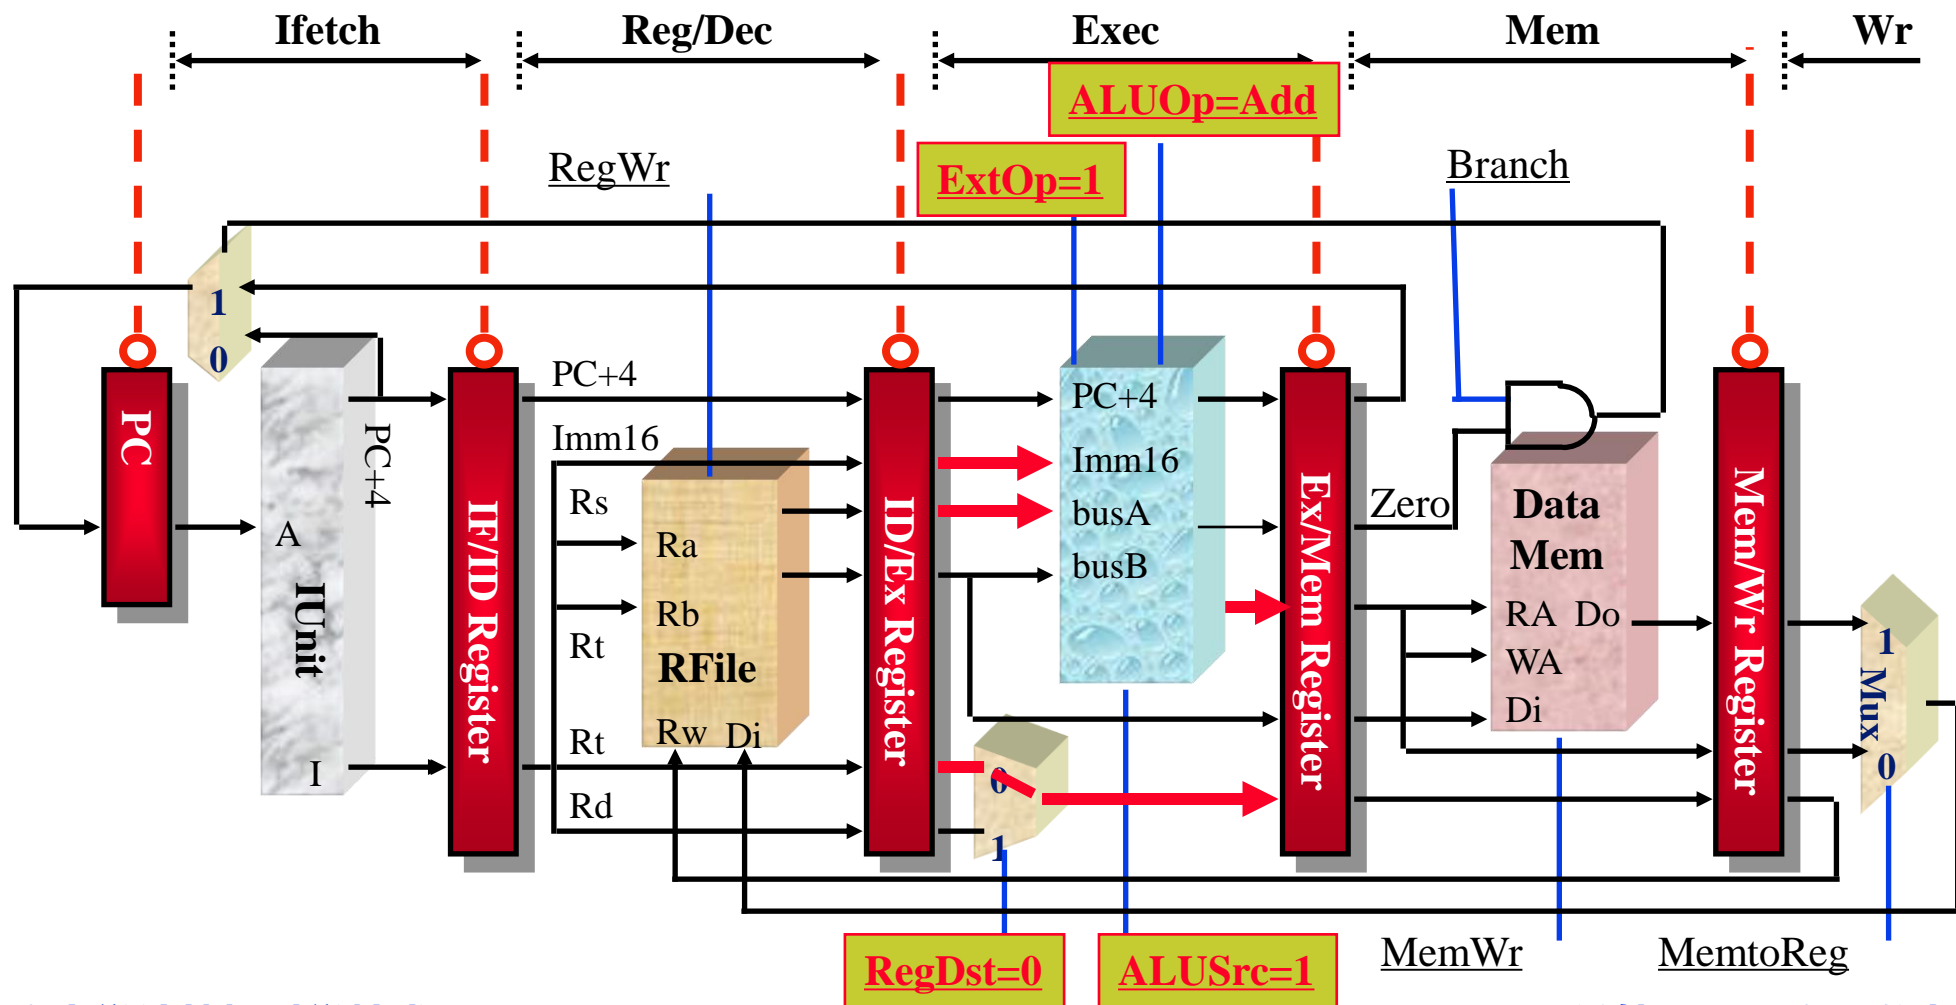 Ifetch
Reg/Dec
Exec
Mem
Wr
ALUOp=Add
RegWr
ExtOp=1
Branch
1
0
PC
PC+4
A
IUnit
I
IF/ID Register
PC+4
Imm16
Rs
Ra
Rb
Rt
RFile
Rw
Di
Rt
Rd
ID/Ex Register
PC+4
Imm16
busA
busB
0
1
Ex/Mem Register
Zero
Data
Mem
RA
Do
WA
Di
Mem/Wr Register
1
Mux
0
RegDst=0
ALUSrc=1
MemWr
MemtoReg